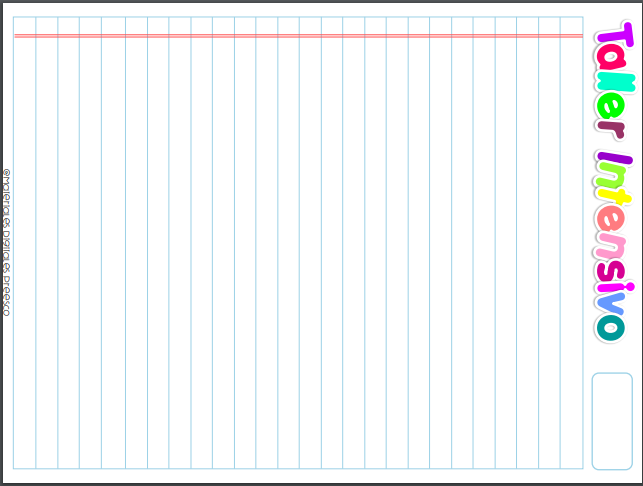 Taller Intensivo
©Materiales Digitales Preesco